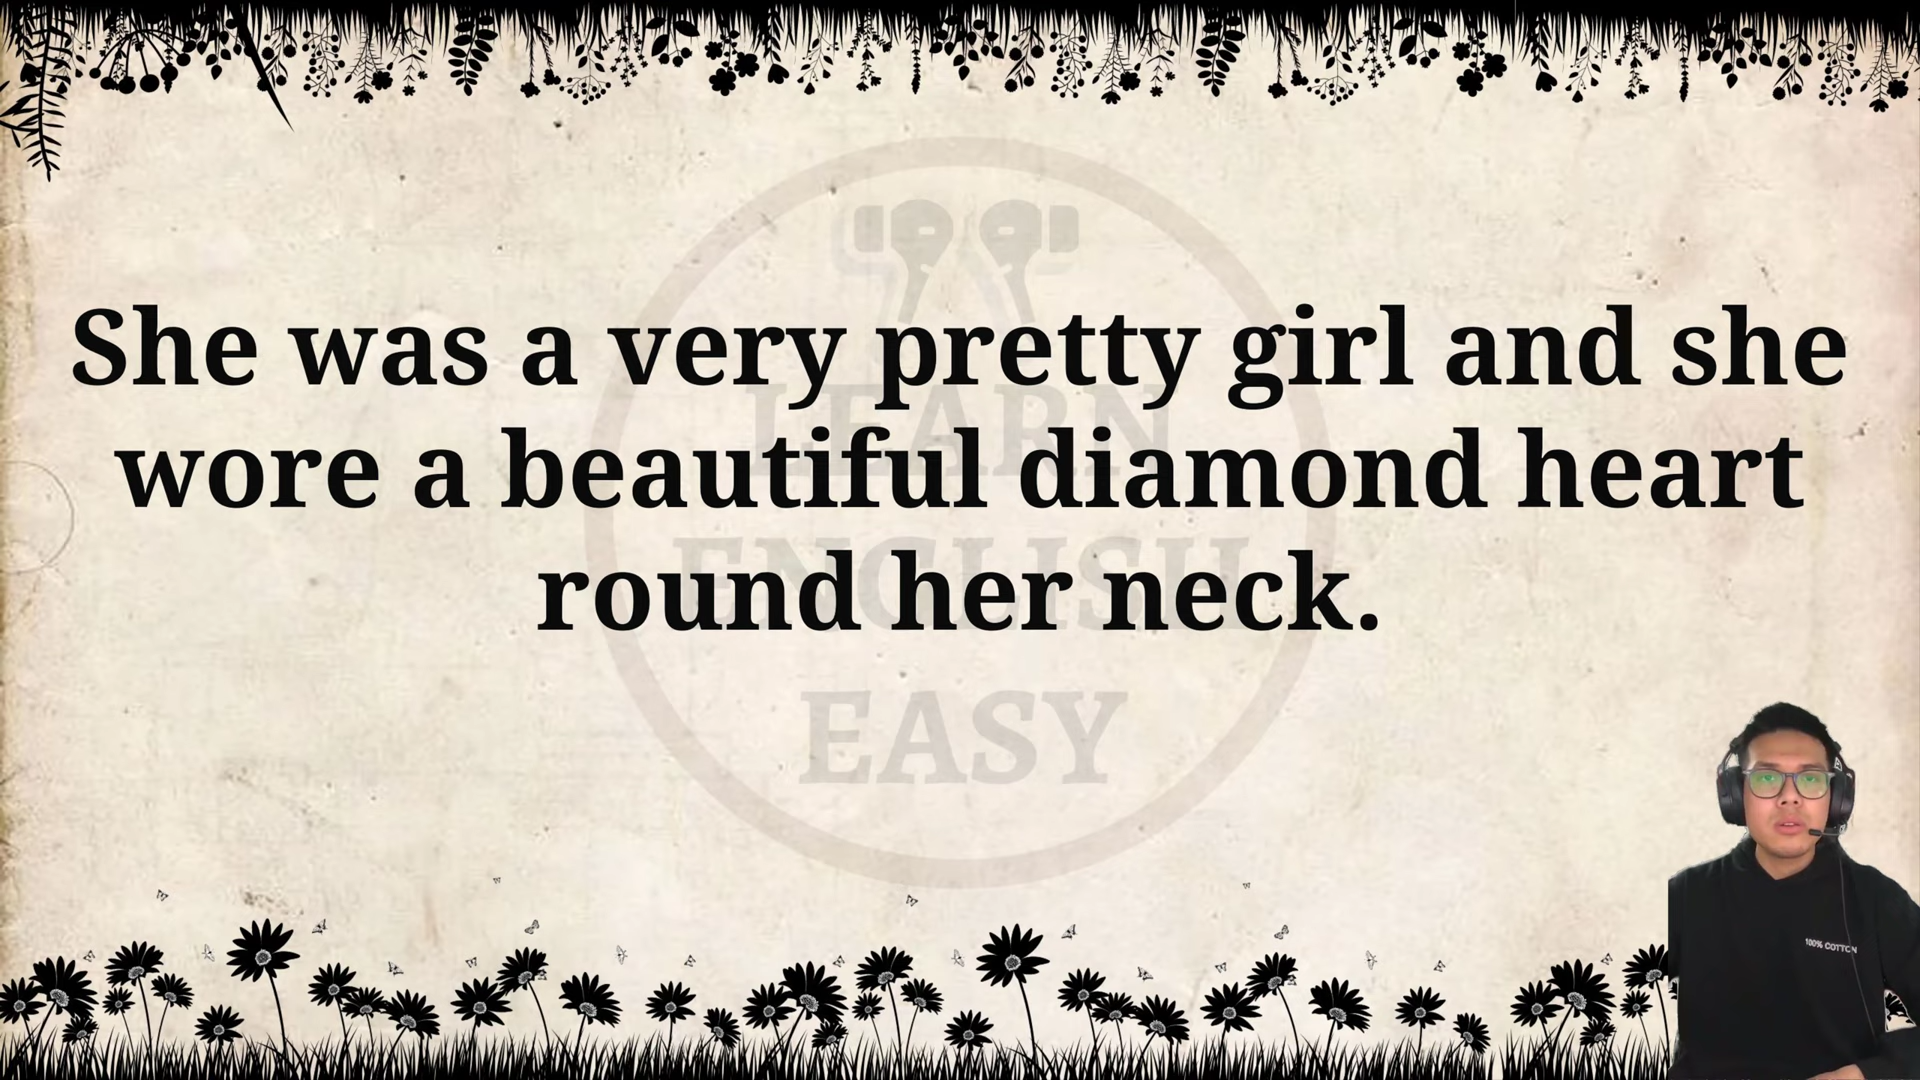 She was a very pretty girl and she
wore a beautiful diamond heart
round her neck.
LEARN
ENGLISH
EASY
100% COTTON